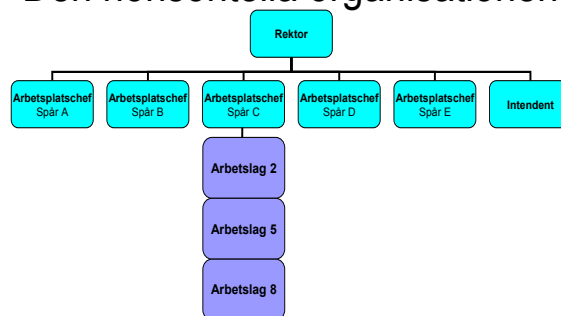 Den horisontella organisationen
Rektor
Arbetsplatschef
Spår A
Arbetsplatschef
Spår B
Arbetsplatschef
Spår C
Arbetsplatschef
Spår D
Arbetsplatschef
Spår E
Intendent
Arbetslag 2
Arbetslag 5
Arbetslag 8